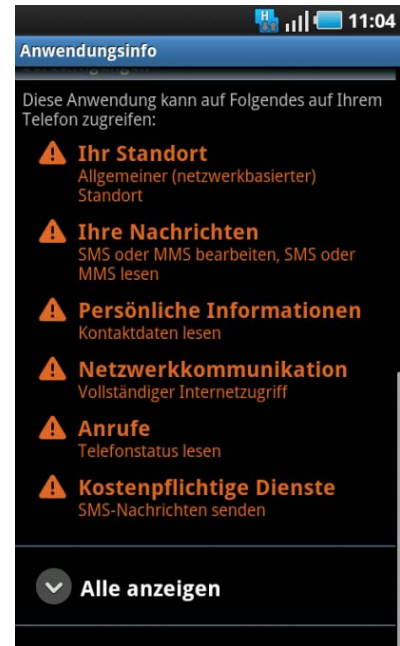 H
11:04
Anwendungsinfo
Diese Anwendung kann auf Folgendes auf Ihrem
Telefon zugreifen:
Ihr Standort
Allgemeiner (netzwerkbasierter)
Standort
Ihre Nachrichten
SMS oder MMS bearbeiten, SMS oder
MMS lesen
Persönliche Informationen
Kontaktdaten lesen
Netzwerkkommunikation
Vollständiger Internetzugriff
Anrufe
Telefonstatus lesen
Kostenpflichtige Dienste
SMS-Nachrichten senden
Alle anzeigen